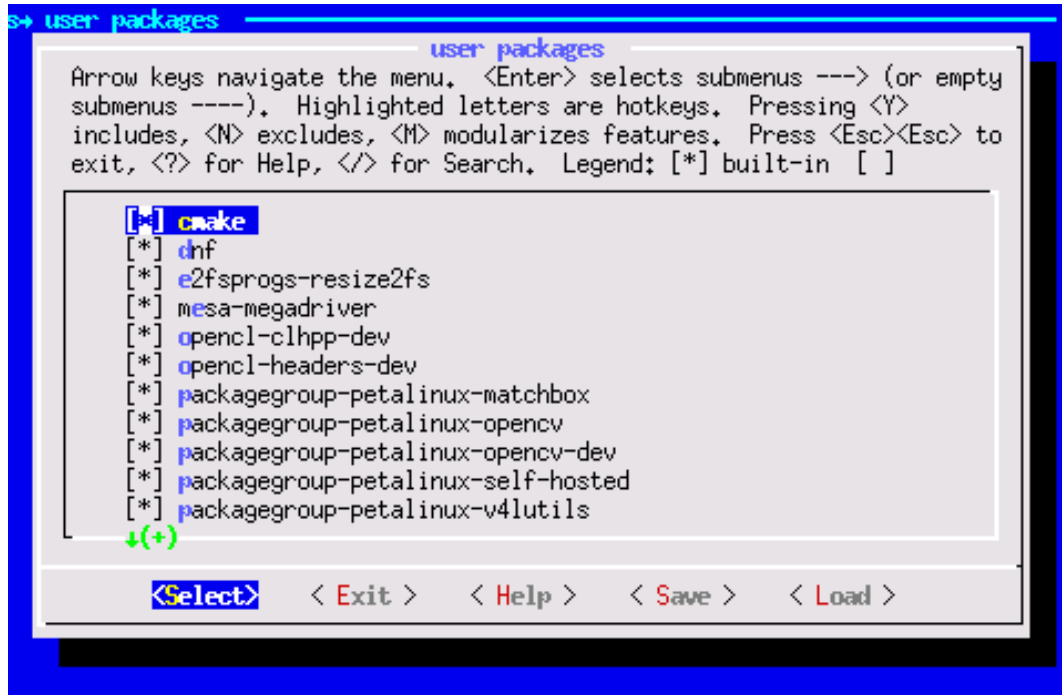 s→ user packages
user packages
Arrow keys navigate the menu.  <Enter> selects submenus ---> (or empty
submenus ----).  Highlighted letters are hotkeys.  Pressing <Y>
includes, <N> excludes, <M> modularizes features.  Press <Esc><Esc> to
exit, <?> for Help, </> for Search.  Legend: [*] built-in  [ ]
[*] cmake
[*] dnf
[*] e2fsprogs-resize2fs
[*] mesa-megadriver
[*] opencl-clhpp-dev
[*] opencl-headers-dev
[*] packagegroup-petalinux-matchbox
[*] packagegroup-petalinux-opencv
[*] packagegroup-petalinux-opencv-dev
[*] packagegroup-petalinux-self-hosted
[*] packagegroup-petalinux-v4lutils
↓(+)
<Select>    < Exit >    < Help >    < Save >    < Load >